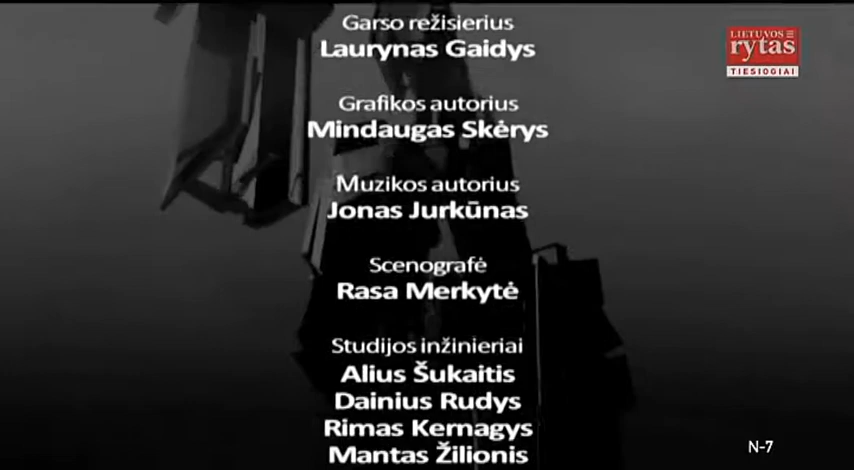 Garso režisierius
Laurynas Gaidys
LIETUVOS
rytas
TIESIOGIAI
Grafikos autorius
Mindaugas Skėrys
Muzikos autorius
Jonas Jurkūnas
Scenografė
Rasa Merkytė
Studijos inžinieriai
Alius Šukaitis
Dainius Rudys
Rimas Kernagys
Mantas Žilionis
N-7